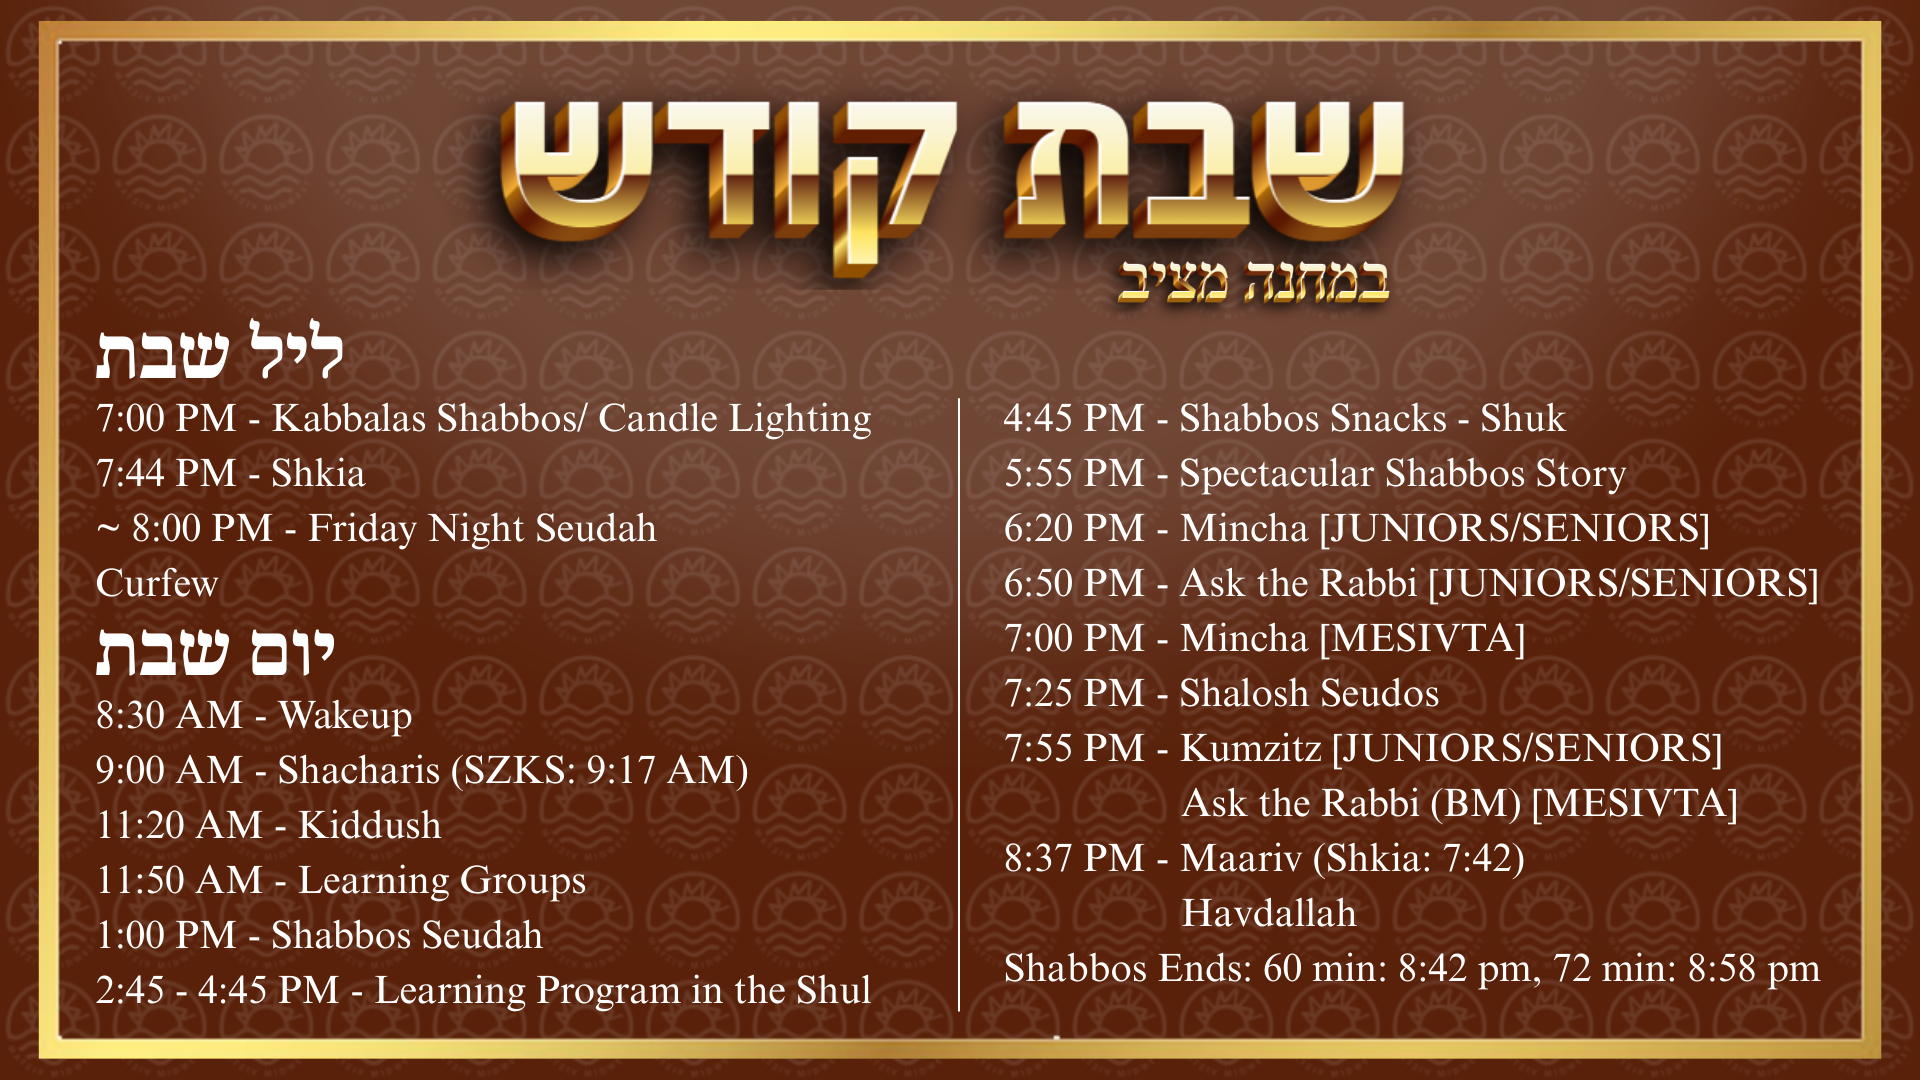 שבת קודש
במחנה מציב
ליל שבת
7:00 PM - Kabbalas Shabbos/ Candle Lighting
7:44 PM - Shkia
~ 8:00 PM - Friday Night Seudah
Curfew
יום שבת
8:30 AM - Wakeup
9:00 AM - Shacharis (SZKS: 9:17 AM)
11:20 AM - Kiddush
11:50 AM - Learning Groups
1:00 PM - Shabbos Seudah
2:45 - 4:45 PM - Learning Program in the Shul
4:45 PM - Shabbos Snacks - Shuk
5:55 PM - Spectacular Shabbos Story
6:20 PM - Mincha [JUNIORS/SENIORS]
6:50 PM - Ask the Rabbi [JUNIORS/SENIORS]
7:00 PM - Mincha [MESIVTA]
7:25 PM - Shalosh Seudos
7:55 PM - Kumzitz [JUNIORS/SENIORS]
Ask the Rabbi (BM) [MESIVTA]
8:37 PM - Maariv (Shkia: 7:42)
Havdallah
Shabbos Ends: 60 min: 8:42 pm, 72 min: 8:58 pm